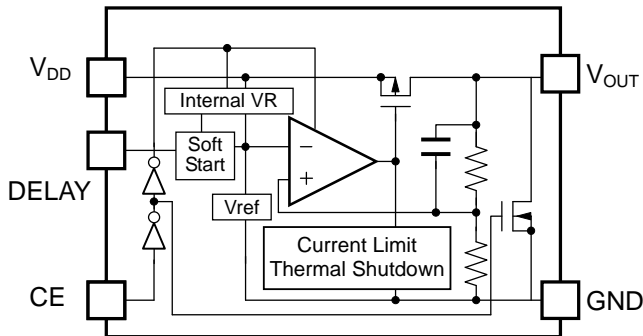 VDD
VOUT
Internal VR
Soft
Start
DELAY
−
+
Vref
Current Limit
Thermal Shutdown
CE
GND